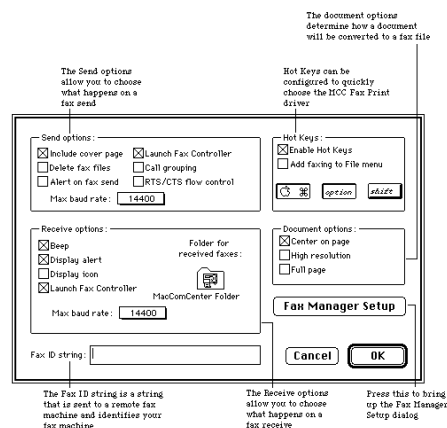 The document options
determine how a document
will be converted to a fax file
The Send options
allow you to choose
what happens on a
fax send
Hot Keys can be
configured to quickly
choose the MCC Fax Print
driver
Send options:
Include cover page
Launch Fax Controller
Delete fax files
Call grouping
Alert on fax send
RTS/CTS flow control
Max baud rate: 14400
Hot Keys:
Enable Hot Keys
Add faxing to File menu
⌘
option
shift
Receive options:
Beep
Display alert
Display icon
Launch Fax Controller
Folder for
received faxes:
MacComCenter Folder
Max baud rate: 14400
Document options:
Center on page
High resolution
Full page
Fax Manager Setup
Fax ID string:
Cancel
OK
The Fax ID string is a string
that is sent to a remote fax
machine and identifies your
fax machine
The Receive options
allow you to choose
what happens on a
fax receive
Press this to bring
up the Fax Manager
Setup dialog